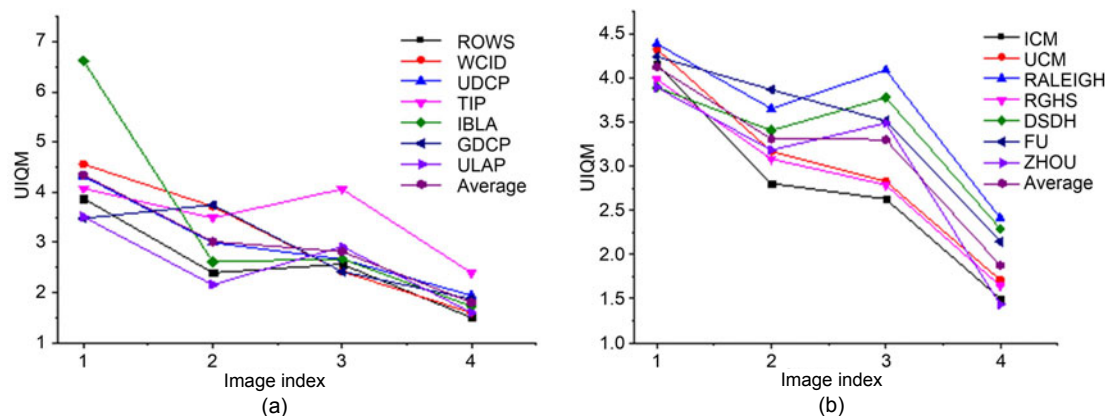 7
6
5
4
3
2
1
UIQM
ROWS
WCID
UDCP
TIP
IBLA
GDCP
ULAP
Average
1 2 3 4
Image index
(a)
4.5
4.0
3.5
3.0
2.5
2.0
1.5
1.0
UIQM
ICM
UCM
RALEIGH
RGHS
DSDH
FU
ZHOU
Average
1 2 3 4
Image index
(b)